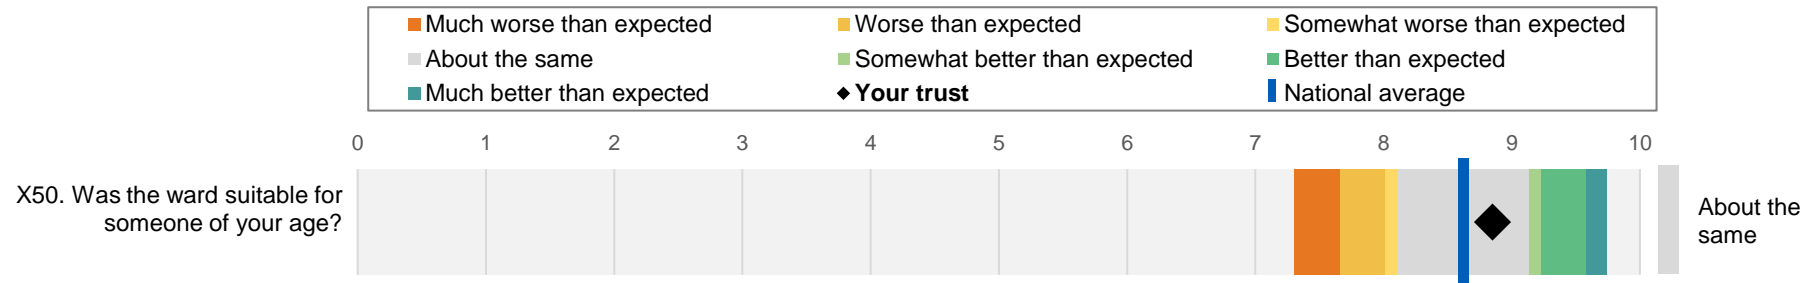 Much worse than expected
Worse than expected
Somewhat worse than expected
About the same
Somewhat better than expected
Better than expected
Much better than expected
Your trust
National average
0 1 2 3 4 5 6 7 8 9 10
X50. Was the ward suitable for
someone of your age?
About the
same